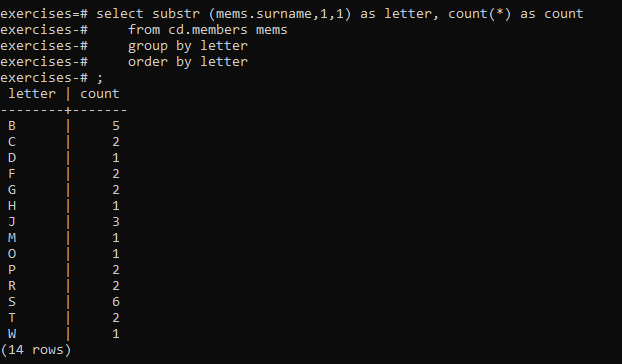 exercises=# select substr (mems.surname,1,1) as letter, count(*) as count
exercises-#     from cd.members mems
exercises-#     group by letter
exercises-#     order by letter
exercises-# ;
 letter | count
--------+-------
 B      |     5
 C      |     2
 D      |     1
 F      |     2
 G      |     2
 H      |     1
 J      |     3
 M      |     1
 O      |     1
 P      |     2
 R      |     2
 S      |     6
 T      |     2
 W      |     1
(14 rows)